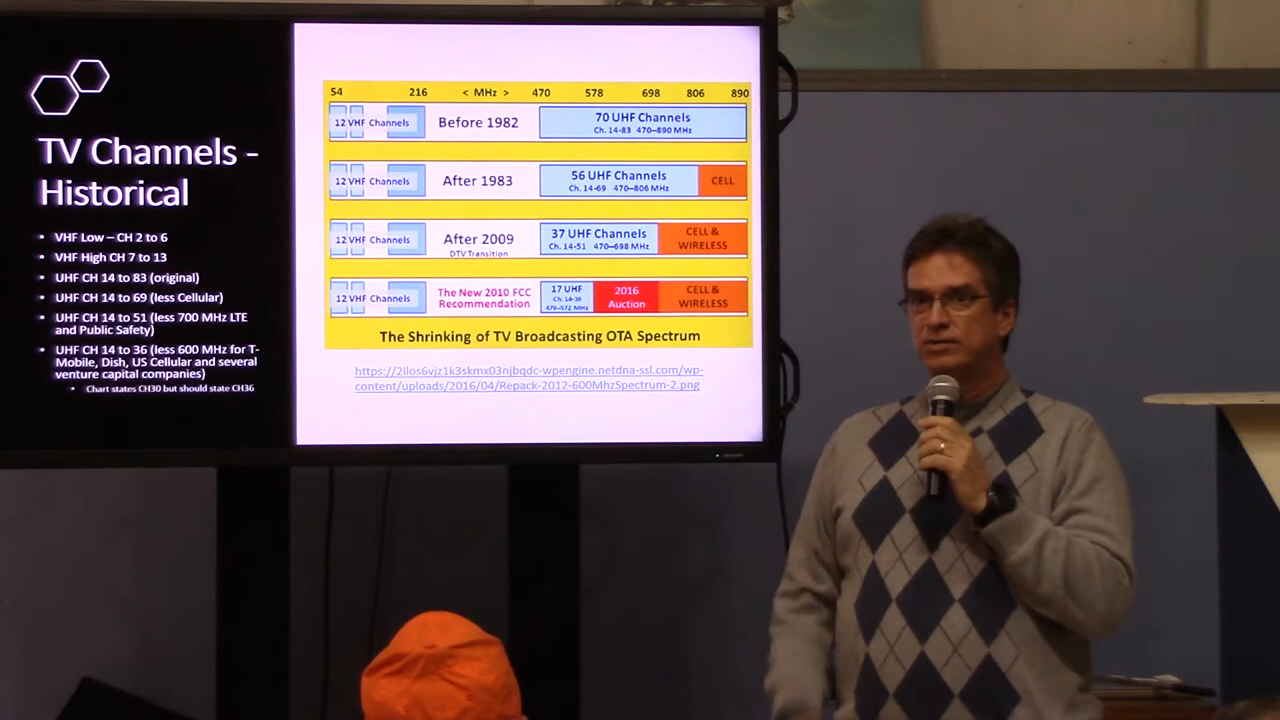 TV Channels -
Historical
• VHF Low – CH 2 to 6
• VHF High CH 7 to 13
• UHF CH 14 to 83 (original)
• UHF CH 14 to 69 (less Cellular)
• UHF CH 14 to 51 (less 700 MHz LTE
and Public Safety)
• UHF CH 14 to 36 (less 600 MHz for T-
Mobile, Dish, US Cellular and several
venture capital companies)
• Chart states CH30 but should state CH36
54 216 < MHz > 470 578 698 806 890
12 VHF Channels Before 1982 70 UHF Channels
Ch. 14-83 470–890 MHz
12 VHF Channels After 1983 56 UHF Channels CELL
Ch. 14-69 470–806 MHz
12 VHF Channels After 2009 37 UHF Channels CELL &
DTV Transition Ch. 14-51 470–698 MHz WIRELESS
12 VHF Channels The New 2010 FCC 17 UHF 2016 CELL &
Recommendation Ch. 14-30 Auction WIRELESS
470–572 MHz
The Shrinking of TV Broadcasting OTA Spectrum
https://2llos6vjz1k3skmx03njbqdc-wpengine.netdna-ssl.com/wp-
content/uploads/2016/04/Repack-2012-600MhzSpectrum-2.png